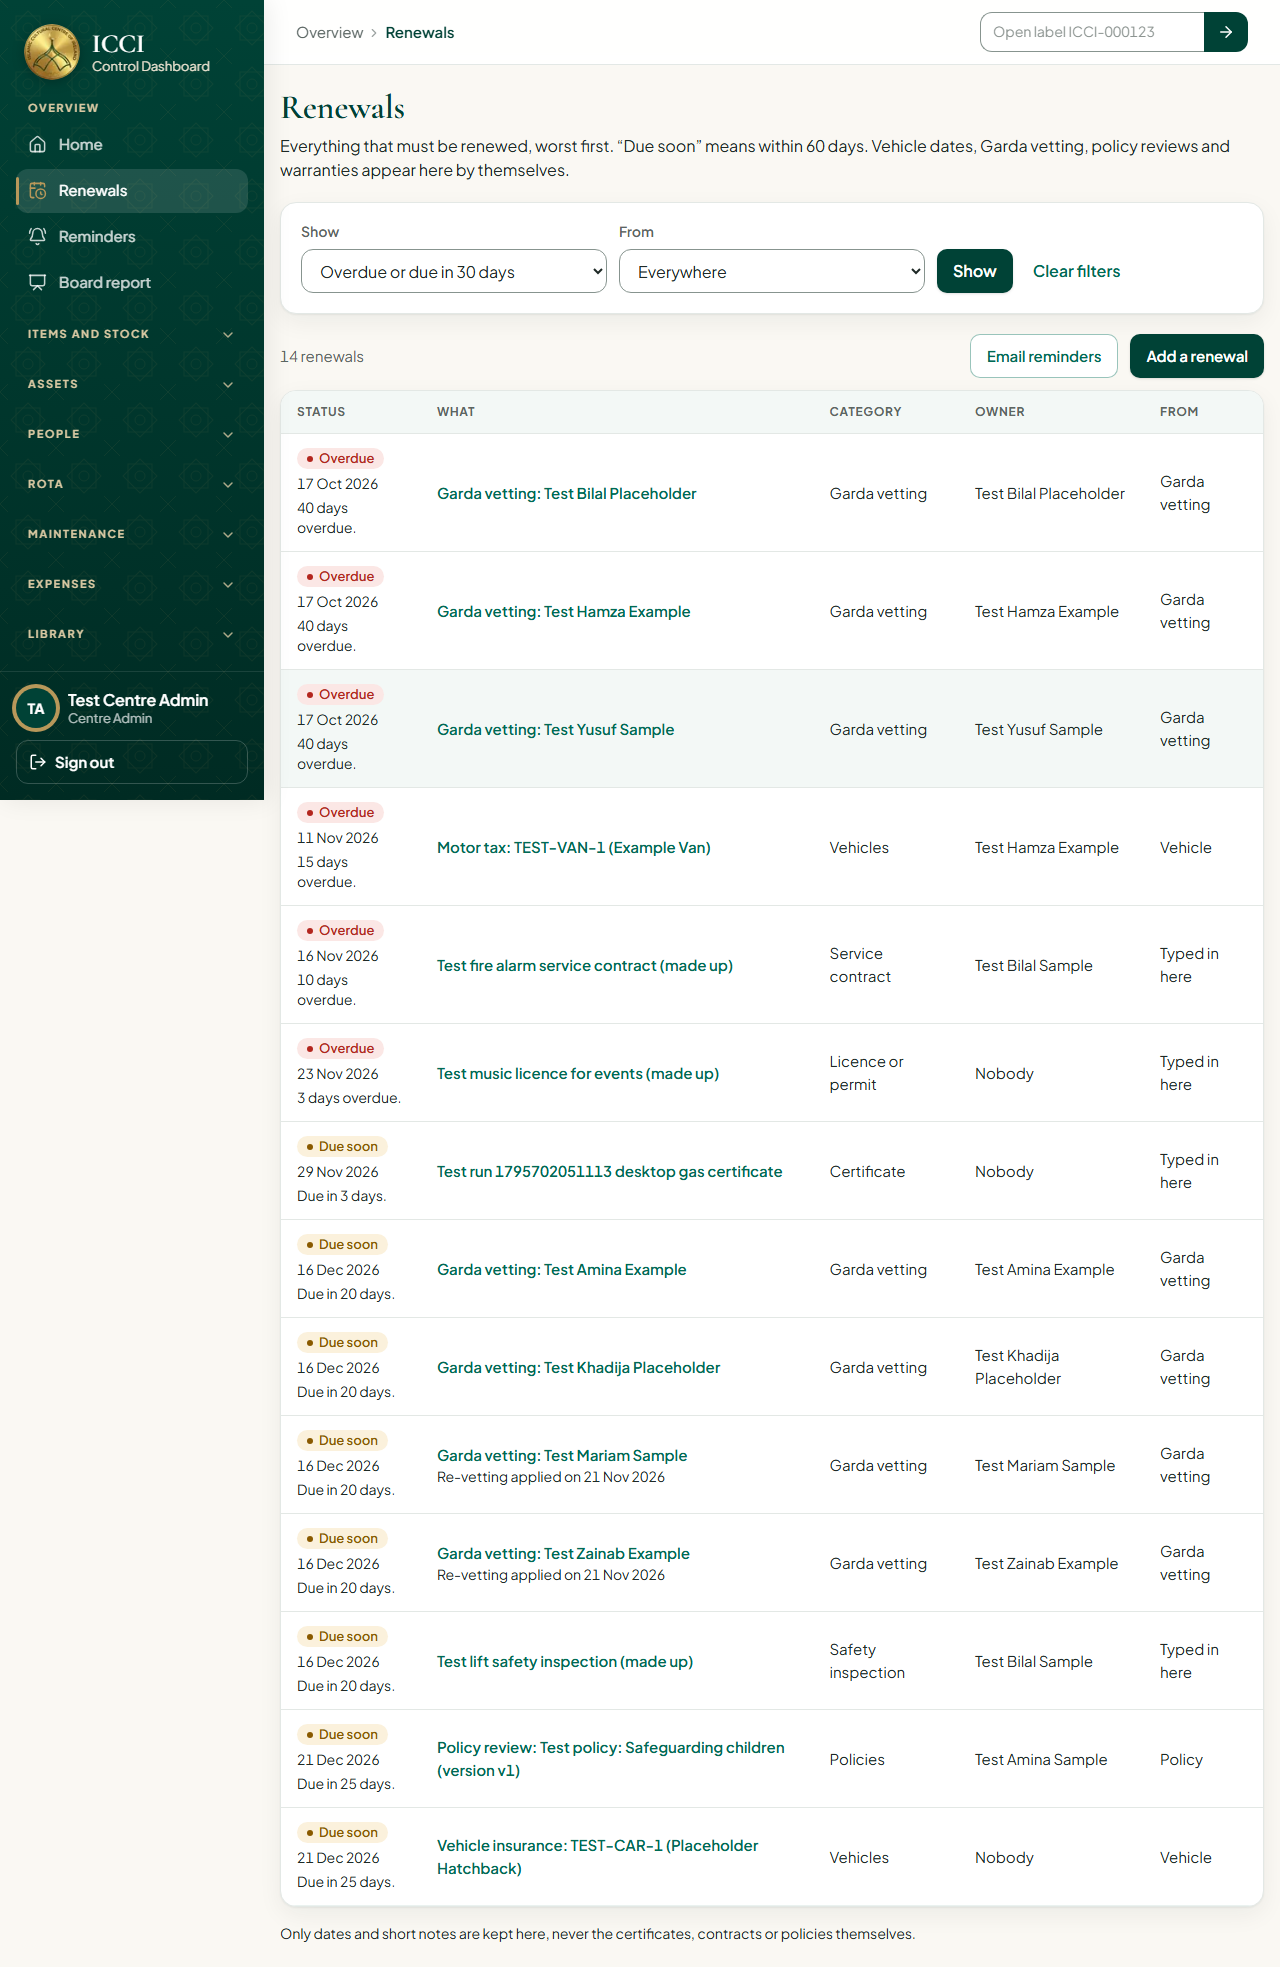 ICCI
Control Dashboard
OVERVIEW
Home
Renewals
Reminders
Board report
ITEMS AND STOCK
ASSETS
PEOPLE
ROTA
MAINTENANCE
EXPENSES
LIBRARY
TA
Test Centre Admin
Centre Admin
Sign out
Overview > Renewals
Open label ICCI-000123
Renewals
Everything that must be renewed, worst first. “Due soon” means within 60 days. Vehicle dates, Garda vetting, policy reviews and
warranties appear here by themselves.
Show
From
Overdue or due in 30 days
Everywhere
Show
Clear filters
14 renewals
Email reminders
Add a renewal
STATUS WHAT CATEGORY OWNER FROM
Overdue
17 Oct 2026
40 days
overdue.
Garda vetting: Test Bilal Placeholder
Garda vetting
Test Bilal Placeholder
Garda
vetting
Overdue
17 Oct 2026
40 days
overdue.
Garda vetting: Test Hamza Example
Garda vetting
Test Hamza Example
Garda
vetting
Overdue
17 Oct 2026
40 days
overdue.
Garda vetting: Test Yusuf Sample
Garda vetting
Test Yusuf Sample
Garda
vetting
Overdue
11 Nov 2026
15 days
overdue.
Motor tax: TEST-VAN-1 (Example Van)
Vehicles
Test Hamza Example
Vehicle
Overdue
16 Nov 2026
10 days
overdue.
Test fire alarm service contract (made up)
Service
contract
Test Bilal Sample
Typed in
here
Overdue
23 Nov 2026
3 days overdue.
Test music licence for events (made up)
Licence or
permit
Nobody
Typed in
here
Due soon
29 Nov 2026
Due in 3 days.
Test run 1795702051113 desktop gas certificate
Certificate
Nobody
Typed in
here
Due soon
16 Dec 2026
Due in 20 days.
Garda vetting: Test Amina Example
Garda vetting
Test Amina Example
Garda
vetting
Due soon
16 Dec 2026
Due in 20 days.
Garda vetting: Test Khadija Placeholder
Garda vetting
Test Khadija
Placeholder
Garda
vetting
Due soon
16 Dec 2026
Due in 20 days.
Garda vetting: Test Mariam Sample
Re-vetting applied on 21 Nov 2026
Garda vetting
Test Mariam Sample
Garda
vetting
Due soon
16 Dec 2026
Due in 20 days.
Garda vetting: Test Zainab Example
Re-vetting applied on 21 Nov 2026
Garda vetting
Test Zainab Example
Garda
vetting
Due soon
16 Dec 2026
Due in 20 days.
Test lift safety inspection (made up)
Safety
inspection
Test Bilal Sample
Typed in
here
Due soon
21 Dec 2026
Due in 25 days.
Policy review: Test policy: Safeguarding children
(version v1)
Policies
Test Amina Sample
Policy
Due soon
21 Dec 2026
Due in 25 days.
Vehicle insurance: TEST-CAR-1 (Placeholder
Hatchback)
Vehicles
Nobody
Vehicle
Only dates and short notes are kept here, never the certificates, contracts or policies themselves.